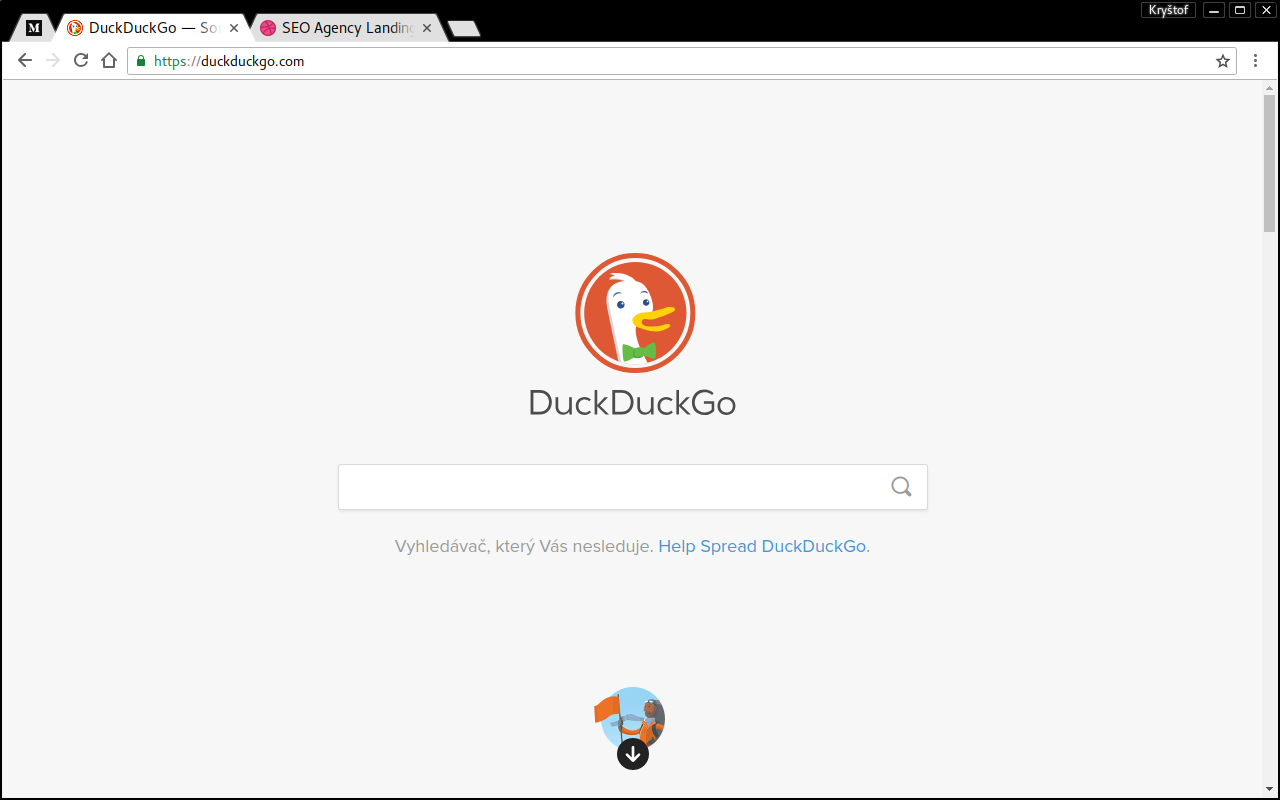 Kryštof
M
DuckDuckGo — So
SEO Agency Landing
https://duckduckgo.com
DuckDuckGo
Vyhledávač, který Vás nesleduje. Help Spread DuckDuckGo.